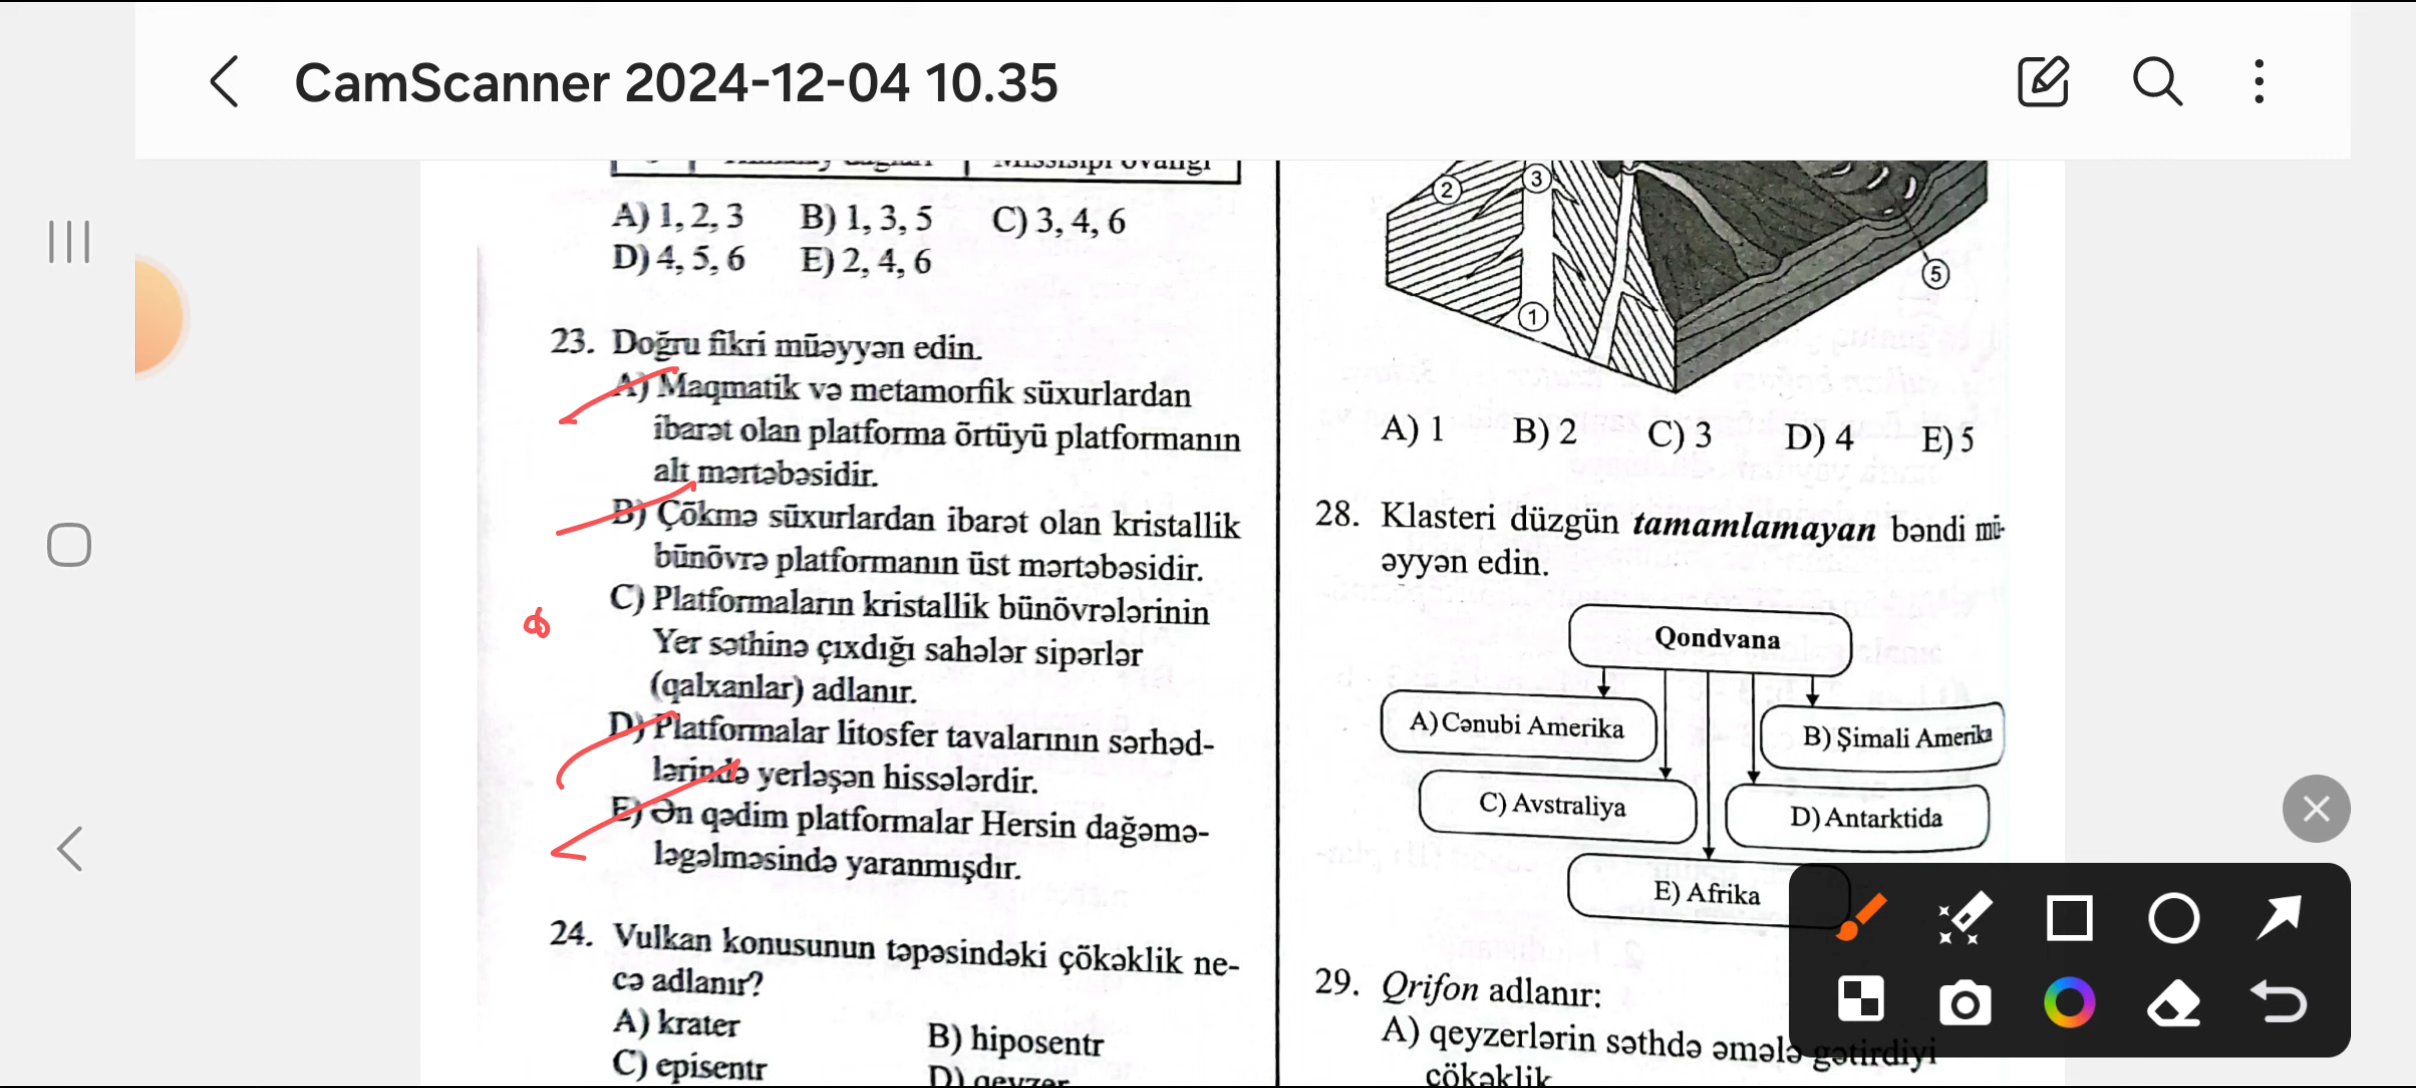 CamScanner 2024-12-04 10.35
Missisipi ovalığı
A) 1, 2, 3 B) 1, 3, 5 C) 3, 4, 6
D) 4, 5, 6 E) 2, 4, 6
23. Doğru fikri müəyyən edin.
A) Maqmatik və metamorfik süxurlardan
ibarət olan platforma örtüyü platformanın
alt mərtəbəsidir.
B) Çökmə süxurlardan ibarət olan kristallik
bünövrə platformanın üst mərtəbəsidir.
C) Platformaların kristallik bünövrələrinin
Yer səthinə çıxdığı sahələr sipərlər
(qalxanlar) adlanır.
D) Platformalar litosfer tavalarının sərhəd-
lərində yerləşən hissələrdir.
E) Ən qədim platformalar Hersin dağəmə-
ləgəlməsində yaranmışdır.
24. Vulkan konusunun təpəsindəki çökəklik ne-
cə adlanır?
A) krater B) hiposentr
C) episentr D) qeyzer
2 3
5
1
A) 1 B) 2 C) 3 D) 4 E) 5
28. Klasteri düzgün tamamlamayan bəndi mü-
əyyən edin.
Qondvana
A) Cənubi Amerika B) Şimali Amerika
C) Avstraliya D) Antarktida
E) Afrika
29. Qrifon adlanır:
A) qeyzerlərin səthdə əmələ gətirdiyi
çökəklik